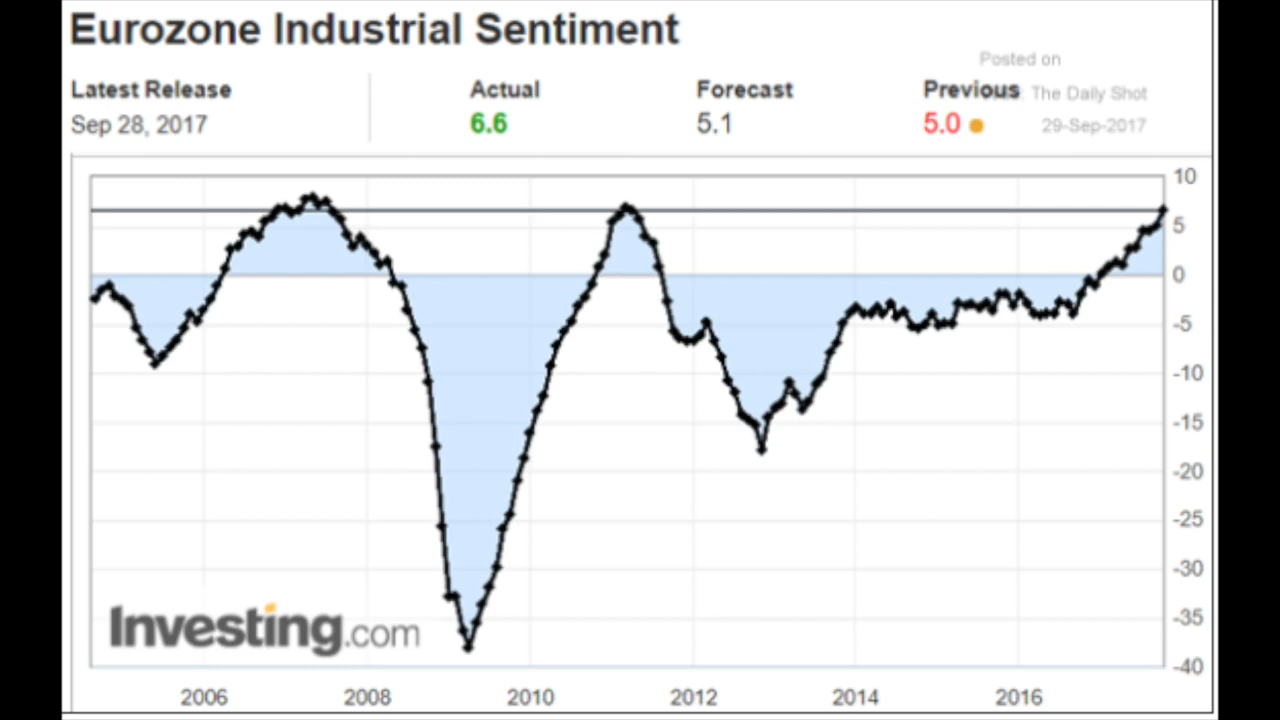 Eurozone Industrial Sentiment
Posted on
Latest Release Actual Forecast Previous The Daily Shot
Sep 28, 2017 6.6 5.1 5.0 29-Sep-2017
10
5
0
-5
-10
-15
-20
-25
-30
-35
-40
Investing.com
2006 2008 2010 2012 2014 2016